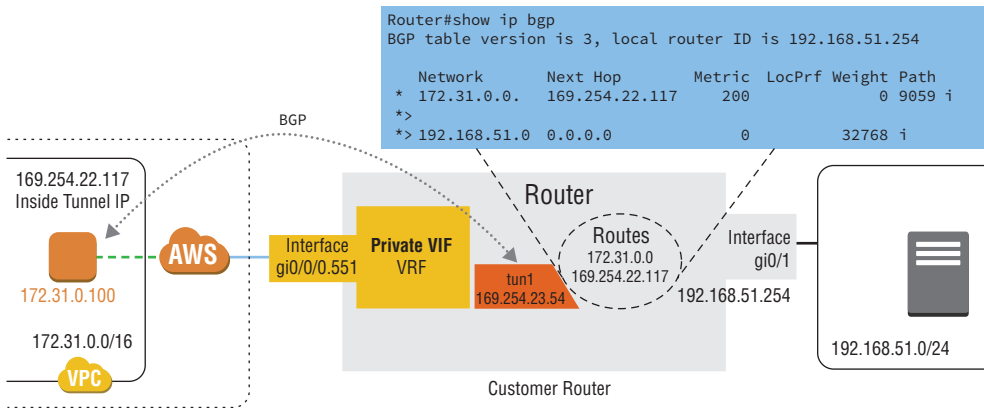 Router#show ip bgp
BGP table version is 3, local router ID is 192.168.51.254
Network Next Hop Metric LocPrf Weight Path
* 172.31.0.0. 169.254.22.117 200 0 9059 i
*>
*> 192.168.51.0 0.0.0.0 0 32768 i
BGP
169.254.22.117
Inside Tunnel IP
172.31.0.100
172.31.0.0/16
VPC
AWS
Interface
gi0/0/0.551
Private VIF
VRF
Router
tun1
169.254.23.54
Routes
172.31.0.0
169.254.22.117
Interface
gi0/1
192.168.51.254
Customer Router
192.168.51.0/24